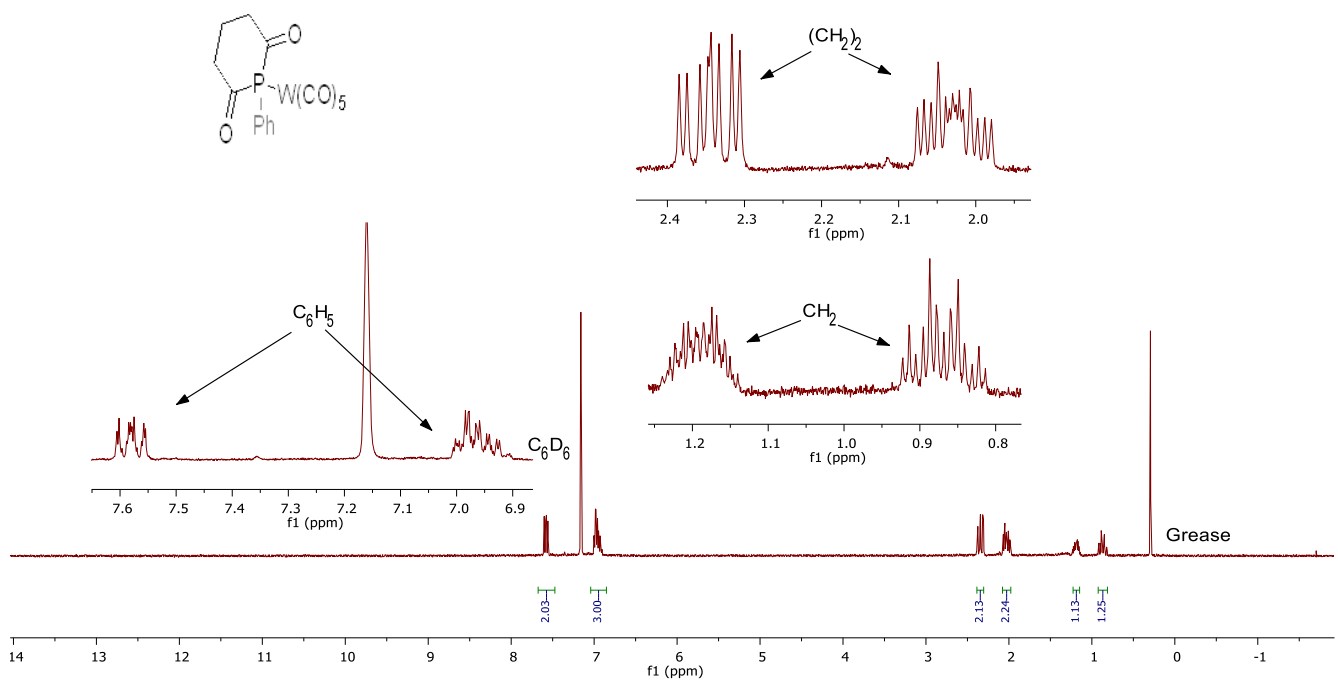 O
P
W(CO)5
Ph
O
(CH2)2
2.4 2.3 2.2 2.1 2.0
f1 (ppm)
C6H5
CH2
1.2 1.1 1.0 0.9 0.8
f1 (ppm)
C6D6
7.6 7.5 7.4 7.3 7.2 7.1 7.0 6.9
f1 (ppm)
Grease
2.03 3.00 2.13 2.24 1.13 1.25
14 13 12 11 10 9 8 7 6 5 4 3 2 1 0 -1
f1 (ppm)